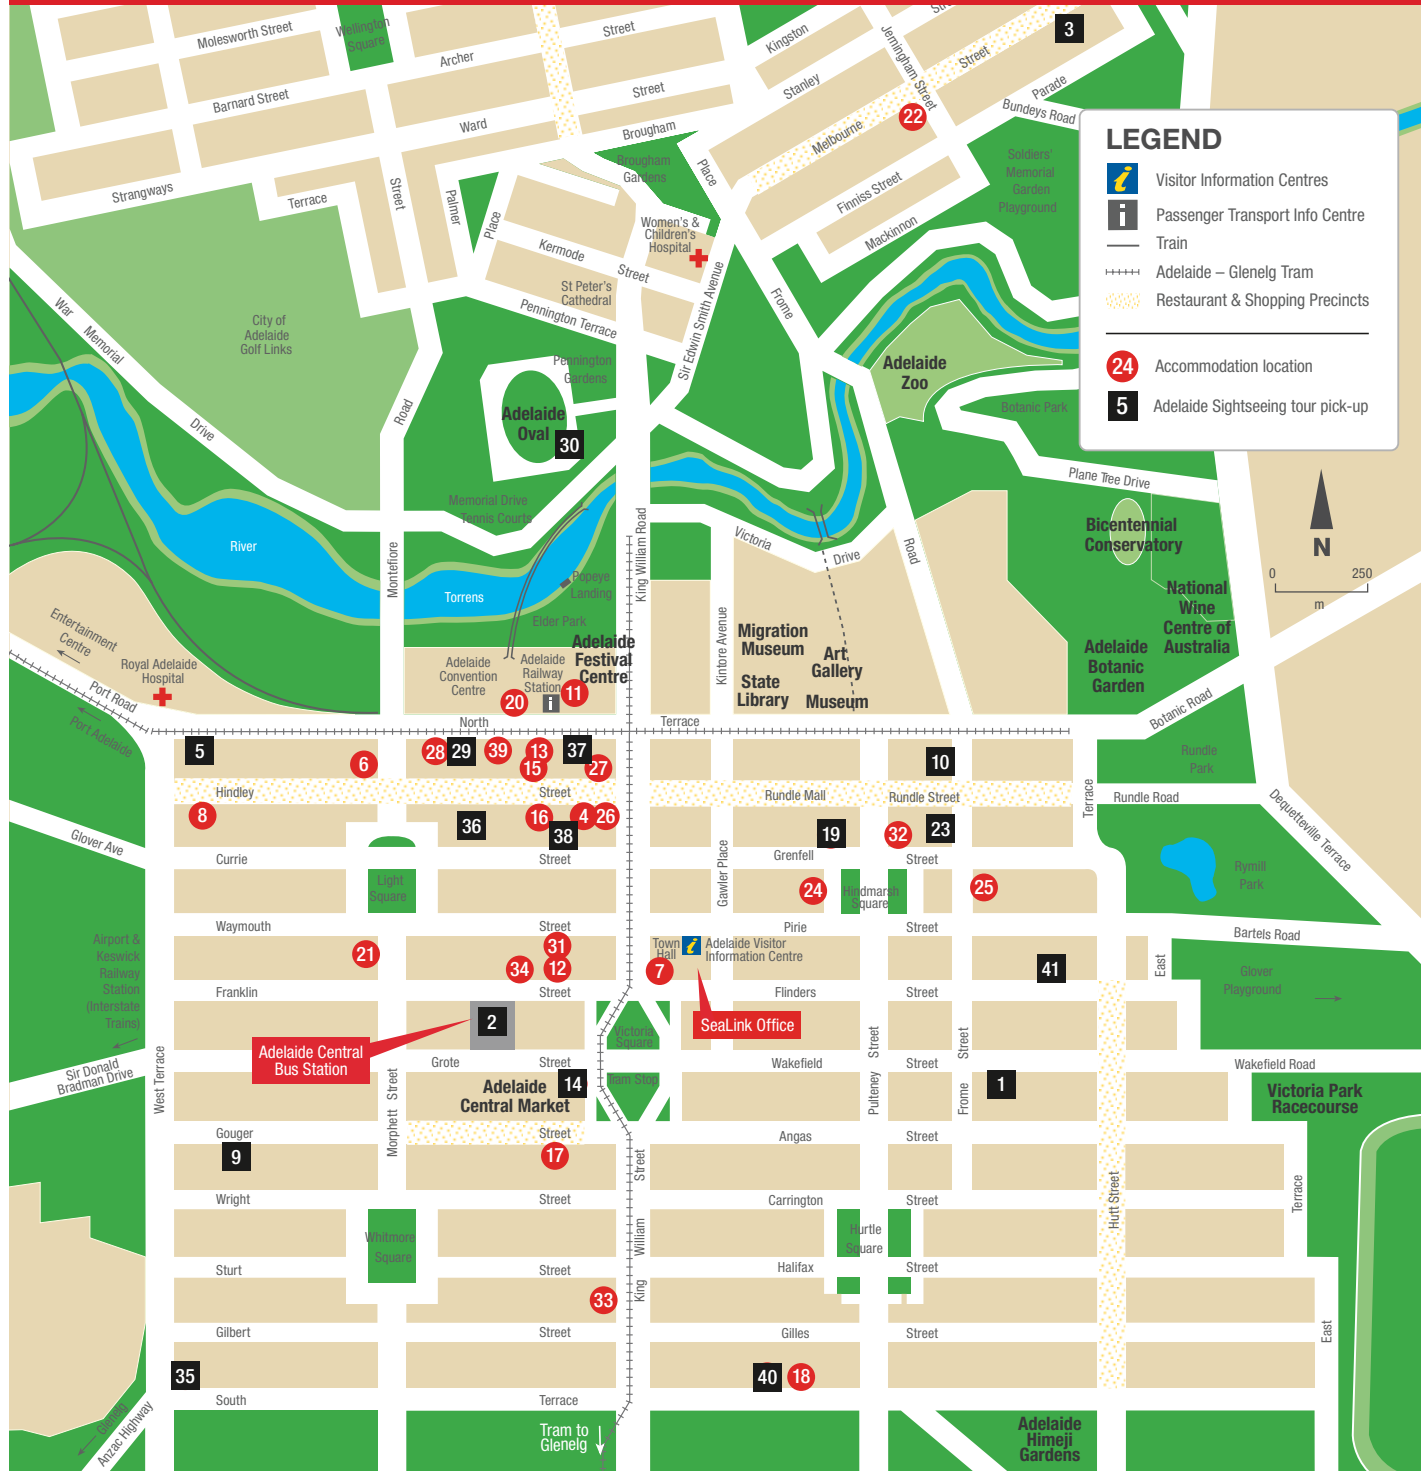 Molesworth Street
Wellington
Square
Street
Kingston
Stre
Jerningham Street
Street
3
Archer
Stanley
Barnard Street
Street
Parade
Bundeys Road
Ward
Brougham
Melbourne
22
Strangways
Terrace
Street
Palmer
Place
Brougham
Gardens
Place
Finniss Street
Mackinnon
Soldiers'
Memorial
Garden
Playground
Women's &
Children's
Hospital
Kermode
Street
St Peter's
Cathedral
Pennington Terrace
Sir Edwin Smith Avenue
Frome
LEGEND
Visitor Information Centres
Passenger Transport Info Centre
Train
Adelaide – Glenelg Tram
Restaurant & Shopping Precincts
24
Accommodation location
5
Adelaide Sightseeing tour pick-up
War
Memorial
Drive
City of
Adelaide
Golf Links
Road
Pennington
Gardens
Adelaide
Oval
30
Adelaide
Zoo
Botanic Park
Plane Tree Drive
Memorial Drive
Tennis Courts
River
Torrens
Montefiore
King William Road
Victoria
Drive
Road
Bicentennial
Conservatory
N
0
250
m
Popeye
Landing
Elder Park
National
Wine
Centre of
Australia
Entertainment
Centre
Royal Adelaide
Hospital
Port Road
Port Adelaide
Adelaide
Convention
Centre
Adelaide
Railway
Station
Adelaide
Festival
Centre
20
i
11
Kintore Avenue
Migration
Museum
State
Library
Art
Gallery
Museum
Adelaide
Botanic
Garden
Botanic Road
North
Terrace
5
6
28
29
39
13
15
37
27
10
Rundle
Park
Hindley
Street
Rundle Mall
Rundle Street
Terrace
Rundle Road
Dequetteville Terrace
8
36
16
4
26
38
19
32
23
Glover Ave
Currie
Street
Gawler Place
Grenfell
Street
Light
Square
24
Hindmarsh
Square
25
Rymill
Park
Waymouth
Street
Pirie
Street
Bartels Road
Airport &
Keswick
Railway
Station
(Interstate
Trains)
21
31
34
12
Town
Hall
i
Adelaide Visitor
Information Centre
7
41
East
Glover
Playground
Franklin
Street
Flinders
Street
2
Victoria
Square
SeaLink Office
Adelaide Central
Bus Station
Street
Street
Grote
Street
Wakefield
Street
Wakefield Road
Sir Donald
Bradman Drive
West Terrace
Street
Morphett
Adelaide
Central Market
14
Tram Stop
Pulteney
Frome
1
Victoria Park
Racecourse
Gouger
Street
Angas
Street
9
17
Street
Wright
Street
Carrington
Street
Hutt Street
Terrace
Whitmore
Square
William
Hurtle
Square
Sturt
Street
Halifax
Street
33
King
Gilbert
Street
Gilles
Street
East
35
40
18
South
Terrace
Glenelg
Anzac Highway
Tram to
Glenelg
Adelaide
Himeji
Gardens